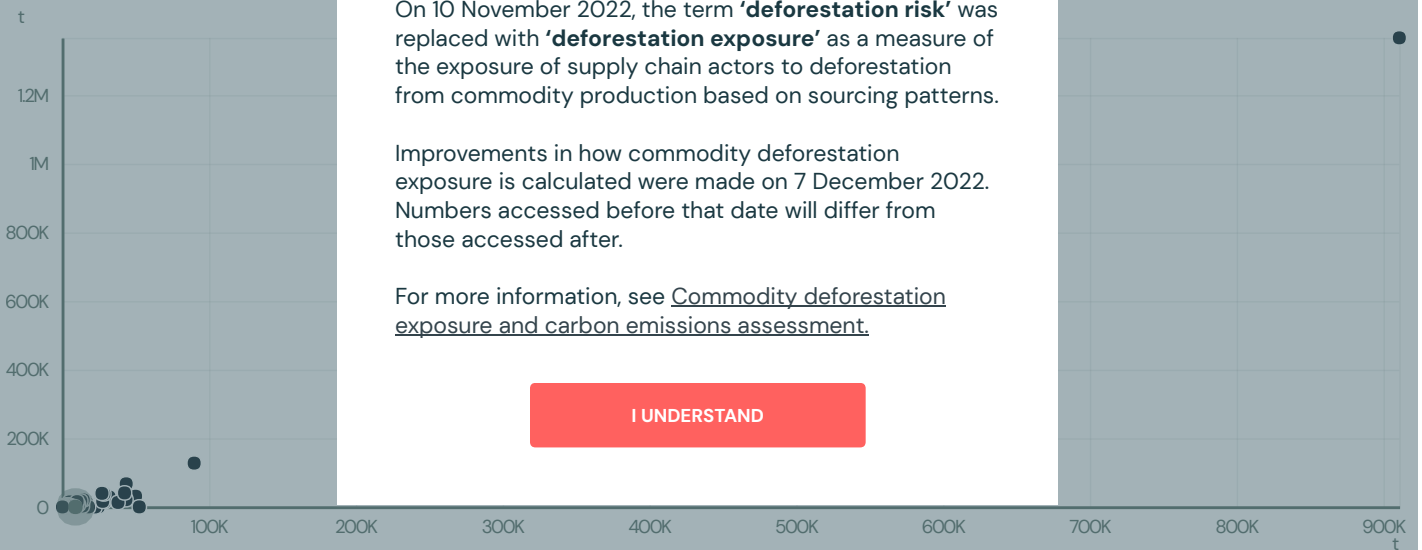 t
On 10 November 2022, the term ‘deforestation risk’ was
replaced with ‘deforestation exposure’ as a measure of
the exposure of supply chain actors to deforestation
from commodity production based on sourcing patterns.
Improvements in how commodity deforestation
exposure is calculated were made on 7 December 2022.
Numbers accessed before that date will differ from
those accessed after.
For more information, see Commodity deforestation
exposure and carbon emissions assessment.
I UNDERSTAND
1.2M
1M
800K
600K
400K
200K
0
100K 200K 300K 400K 500K 600K 700K 800K 900K
t